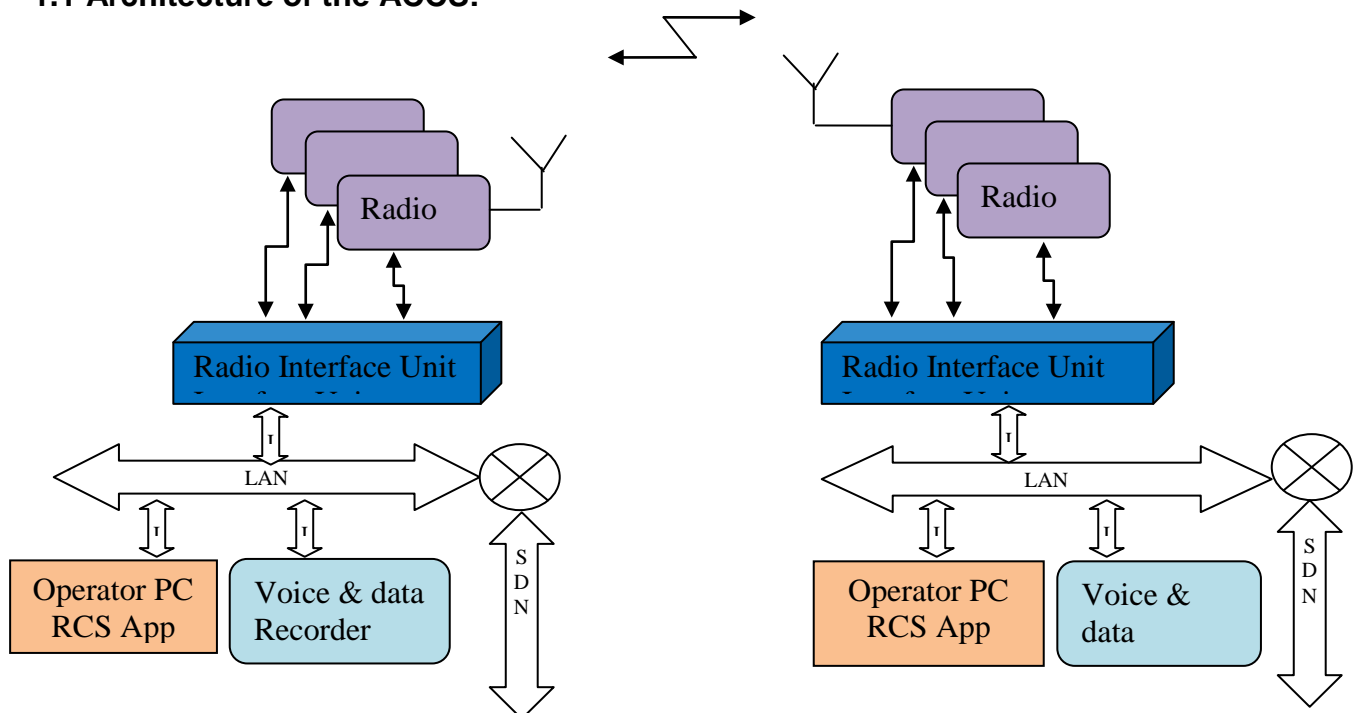 Radio
Radio
Radio Interface Unit
Radio Interface Unit
LAN
LAN
S
D
N
S
D
N
Operator PC
RCS App
Voice & data
Recorder
Operator PC
RCS App
Voice &
data